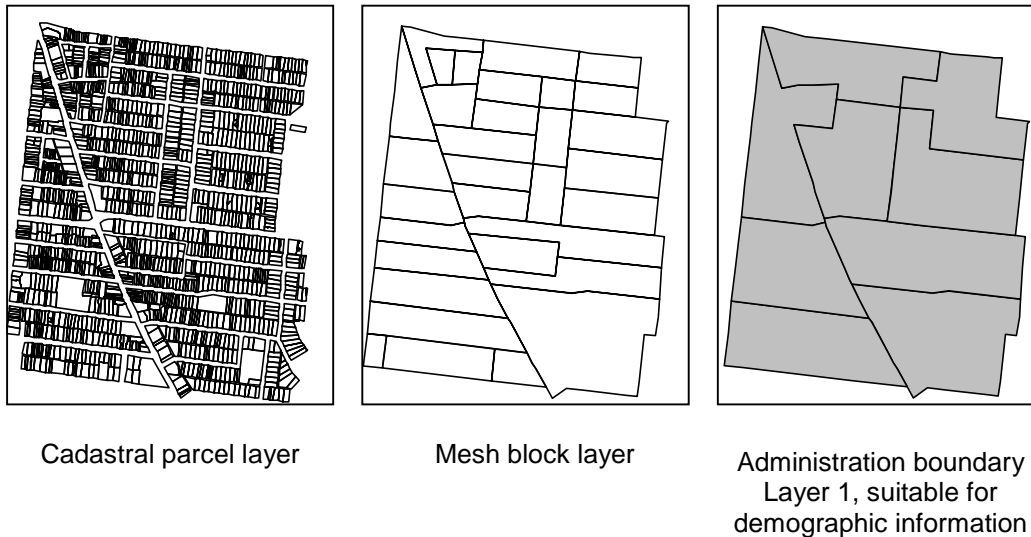 Cadastral parcel layer
Mesh block layer
Administration boundary
Layer 1, suitable for
demographic information